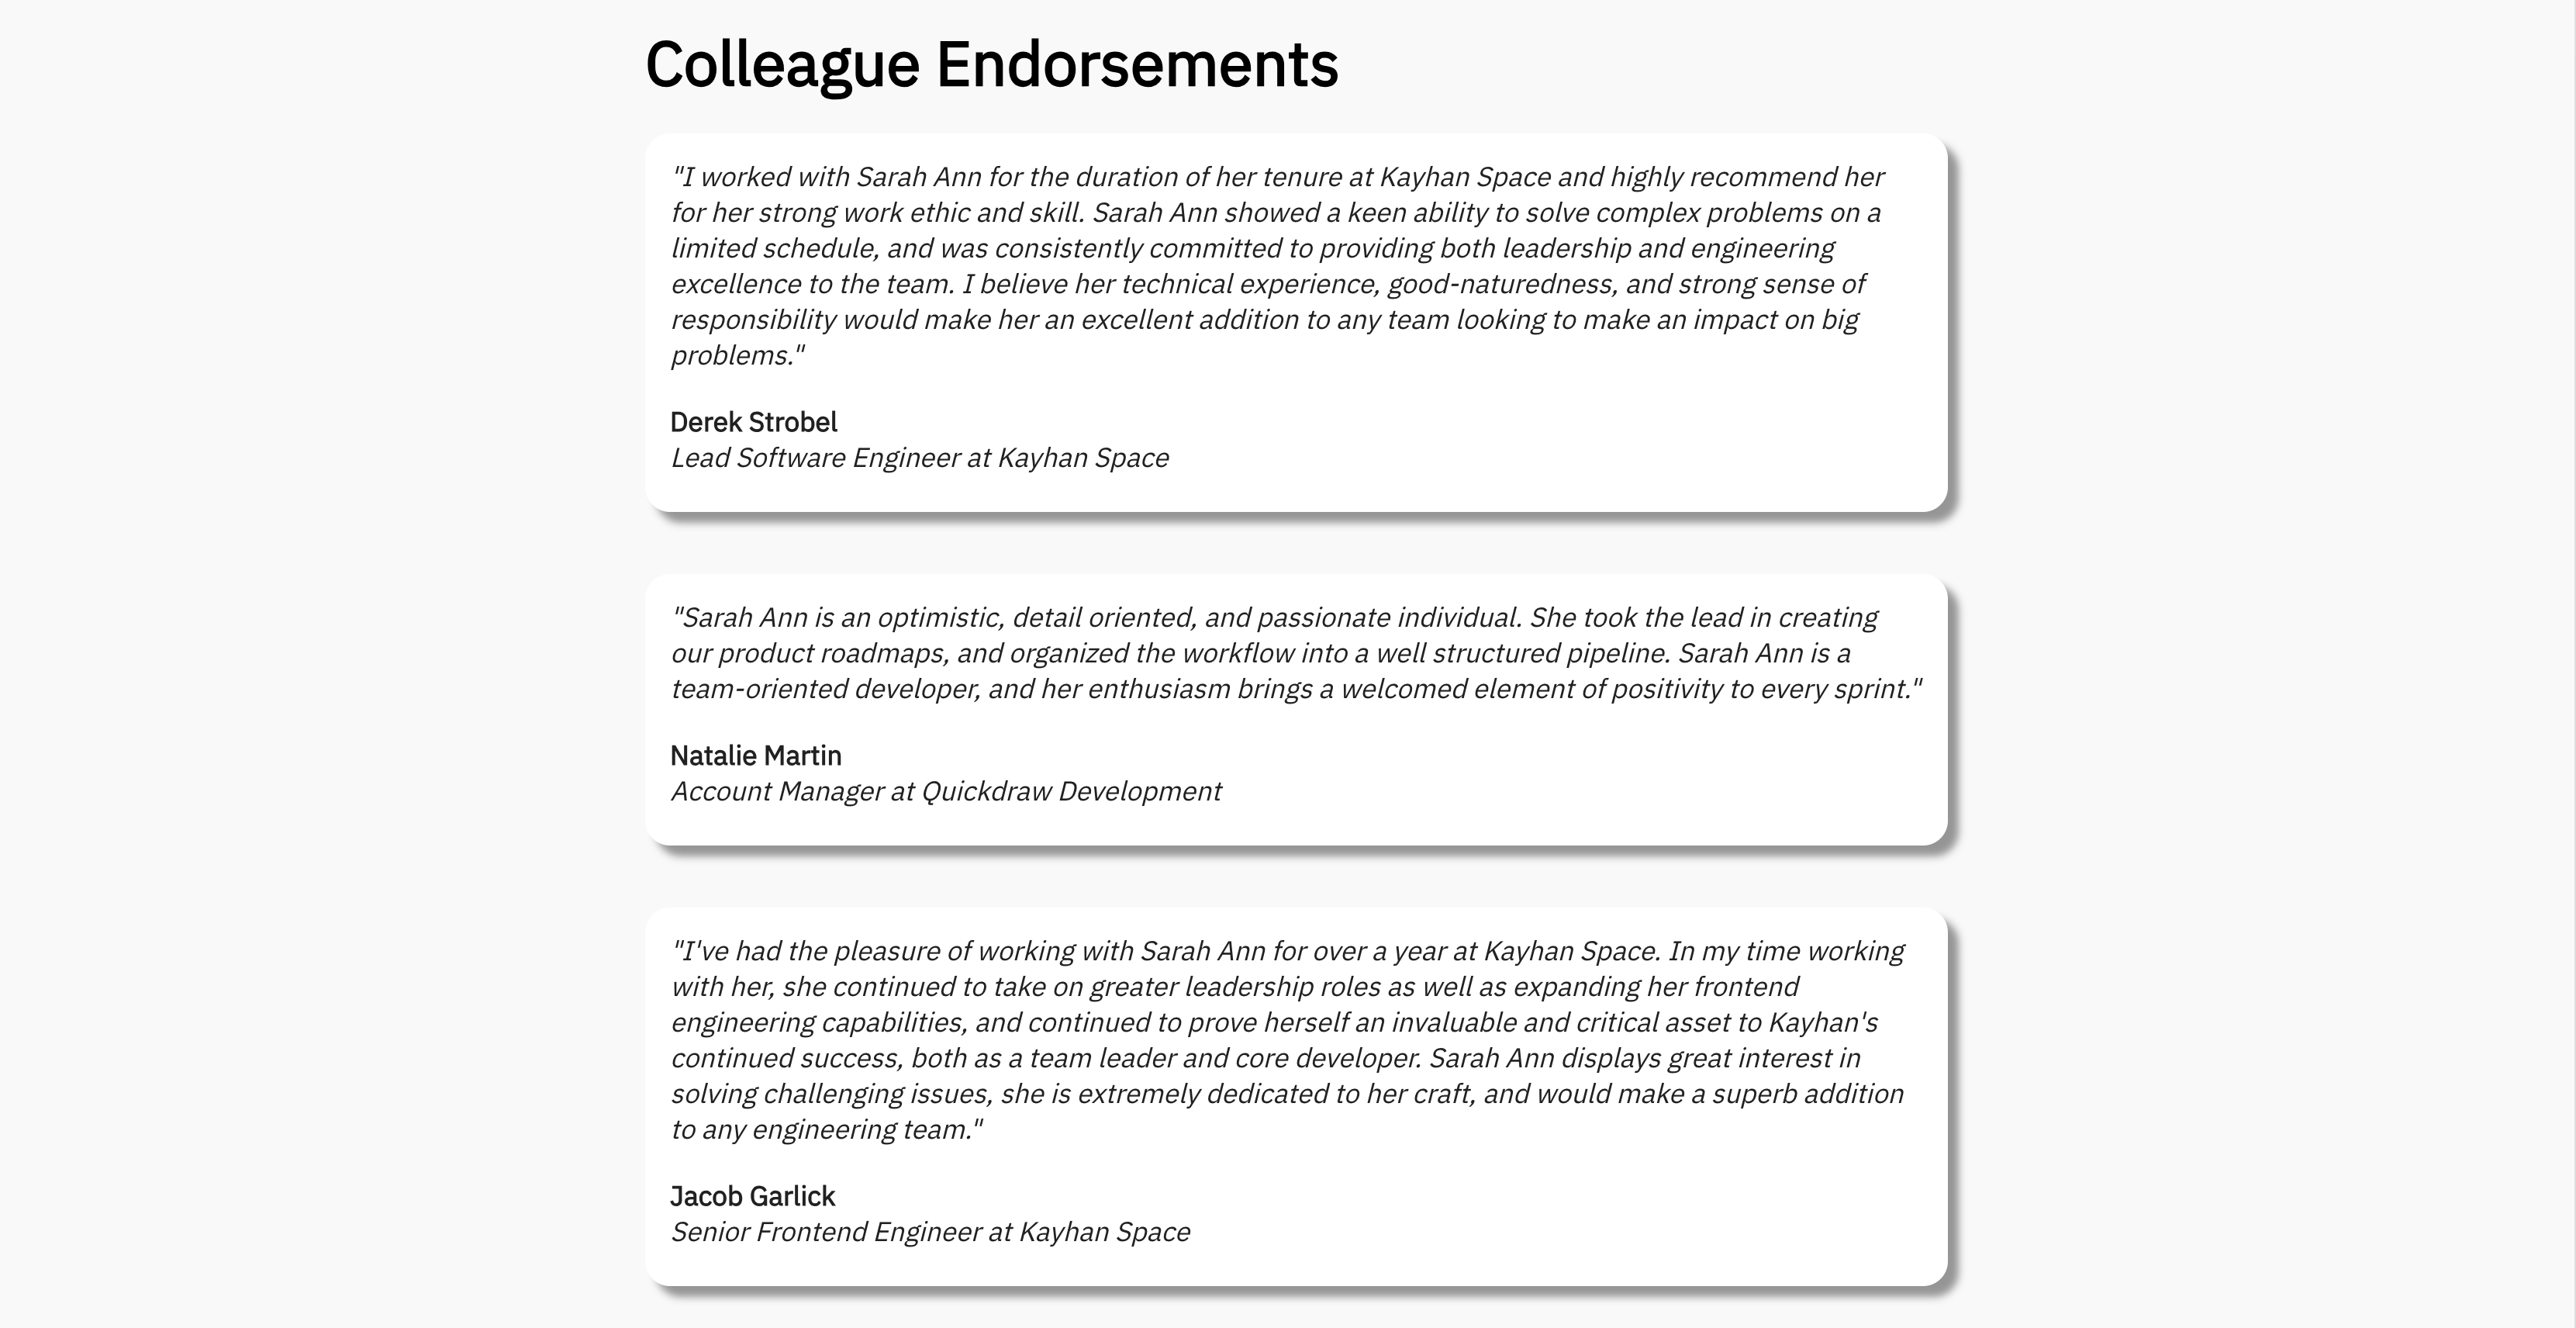 Colleague Endorsements
"I worked with Sarah Ann for the duration of her tenure at Kayhan Space and highly recommend her
for her strong work ethic and skill. Sarah Ann showed a keen ability to solve complex problems on a
limited schedule, and was consistently committed to providing both leadership and engineering
excellence to the team. I believe her technical experience, good-naturedness, and strong sense of
responsibility would make her an excellent addition to any team looking to make an impact on big
problems."
Derek Strobel
Lead Software Engineer at Kayhan Space
"Sarah Ann is an optimistic, detail oriented, and passionate individual. She took the lead in creating
our product roadmaps, and organized the workflow into a well structured pipeline. Sarah Ann is a
team-oriented developer, and her enthusiasm brings a welcomed element of positivity to every sprint."
Natalie Martin
Account Manager at Quickdraw Development
"I've had the pleasure of working with Sarah Ann for over a year at Kayhan Space. In my time working
with her, she continued to take on greater leadership roles as well as expanding her frontend
engineering capabilities, and continued to prove herself an invaluable and critical asset to Kayhan's
continued success, both as a team leader and core developer. Sarah Ann displays great interest in
solving challenging issues, she is extremely dedicated to her craft, and would make a superb addition
to any engineering team."
Jacob Garlick
Senior Frontend Engineer at Kayhan Space